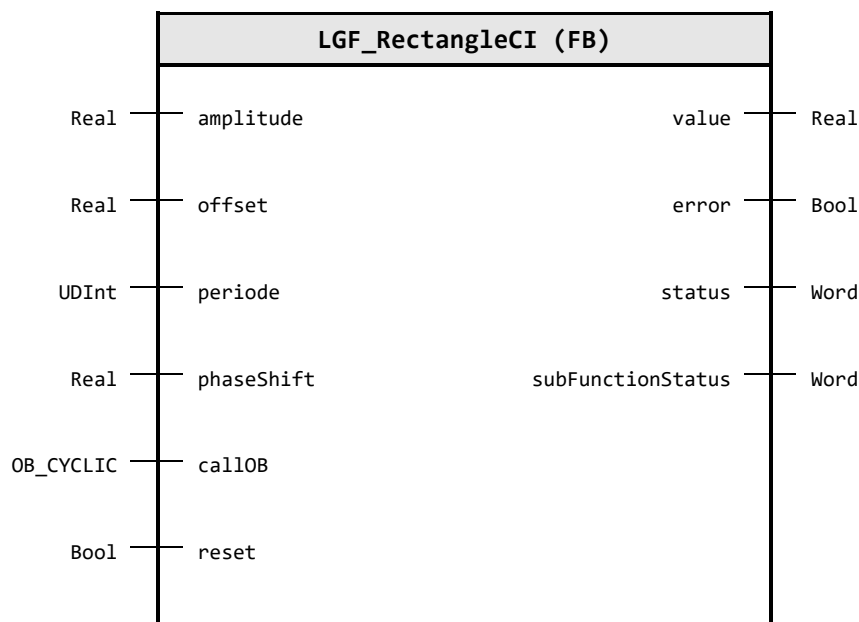 LGF_RectangleCI (FB)
Real amplitude value Real
Real offset error Bool
UDInt periode status Word
Real phaseShift subFunctionStatus Word
OB_CYCLIC callOB
Bool reset